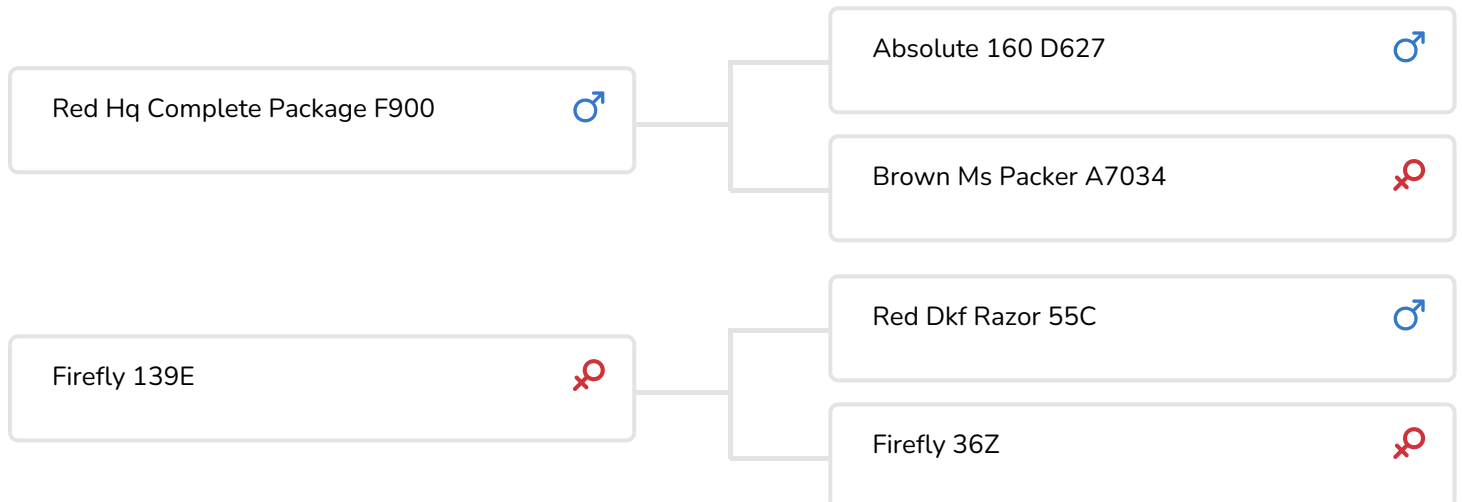 Absolute 160 D627
Red Hq Complete Package F900
Brown Ms Packer A7034
Red Dkf Razor 55C
Firefly 139E
Firefly 36Z